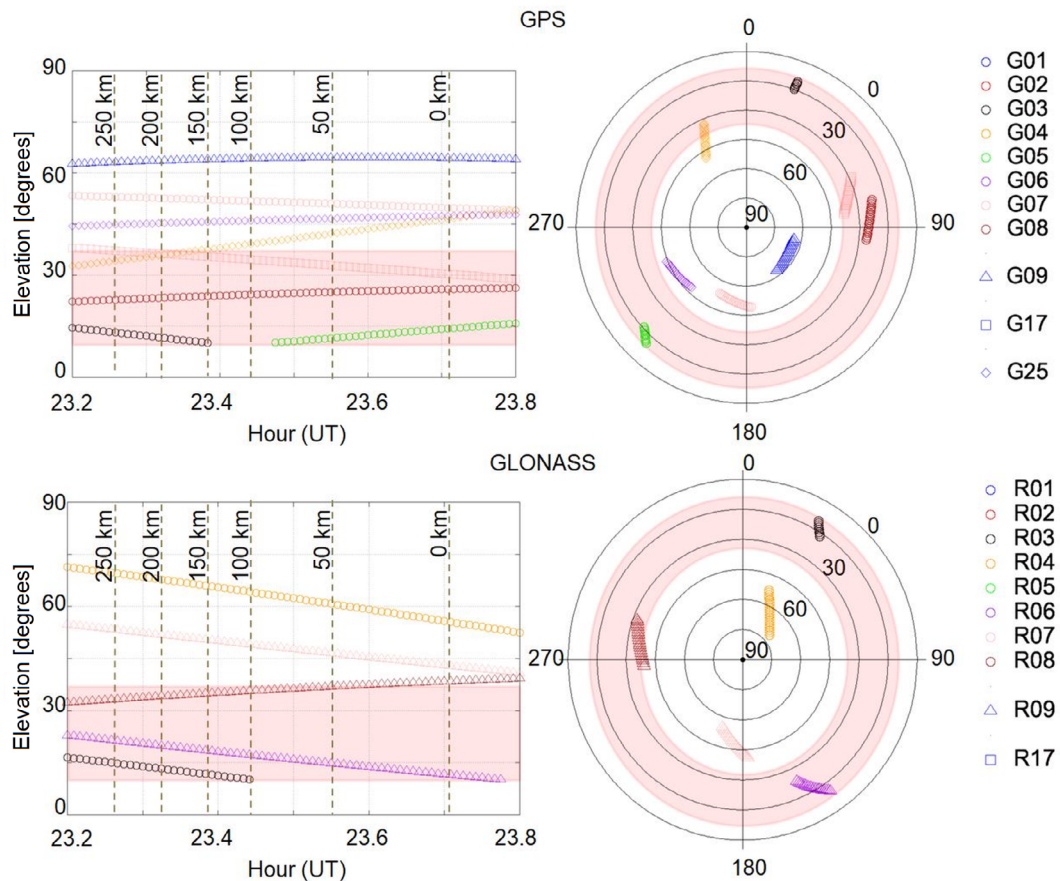 GPS
90
60
30
0
Elevation [degrees]
250 km
200 km
150 km
100 km
50 km
0 km
23.2
23.4
23.6
23.8
Hour (UT)
0
0
30
60
90
270
90
180
G01
G02
G03
G04
G05
G06
G07
G08
G09
G17
G25
GLONASS
90
60
30
0
Elevation [degrees]
250 km
200 km
150 km
100 km
50 km
0 km
23.2
23.4
23.6
23.8
Hour (UT)
0
0
30
60
90
270
90
180
R01
R02
R03
R04
R05
R06
R07
R08
R09
R17